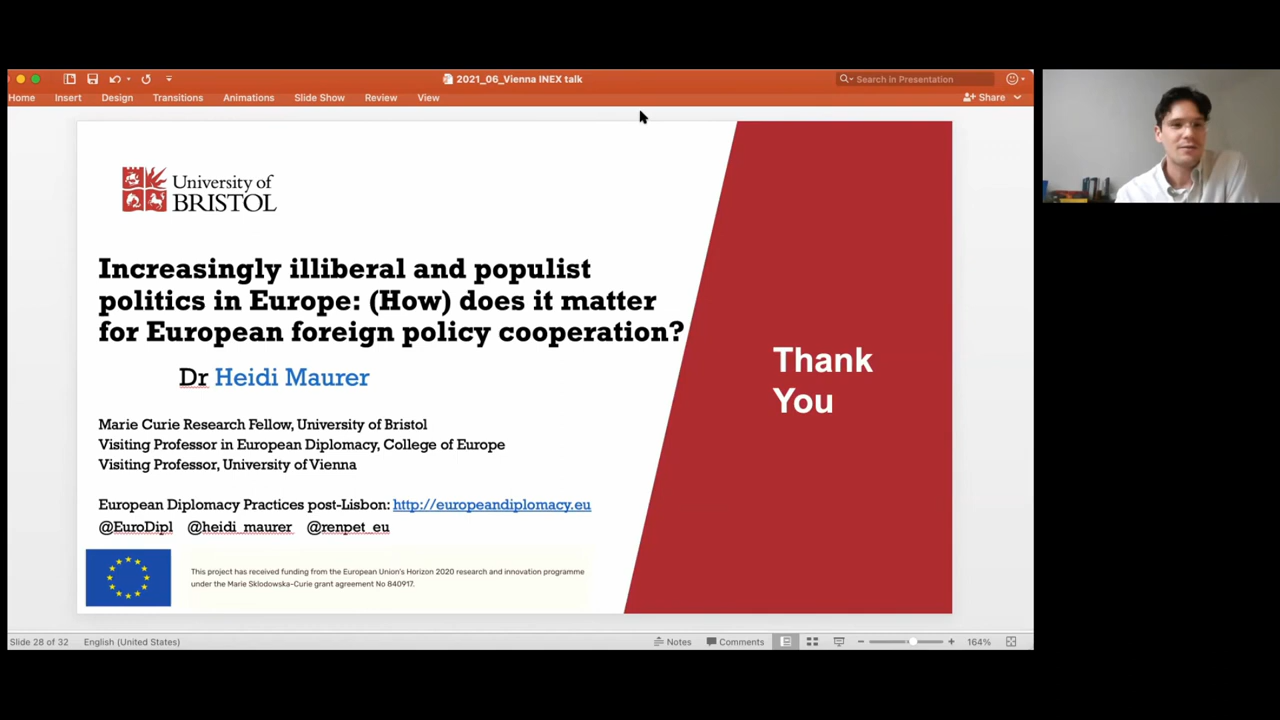 2021_06_Vienna INEX talk
Search in Presentation
Home Insert Design Transitions Animations Slide Show Review View
Share
University of
BRISTOL
Increasingly illiberal and populist
politics in Europe: (How) does it matter
for European foreign policy cooperation?
Dr Heidi Maurer
Thank
You
Marie Curie Research Fellow, University of Bristol
Visiting Professor in European Diplomacy, College of Europe
Visiting Professor, University of Vienna
European Diplomacy Practices post-Lisbon: http://europeandiplomacy.eu
@EuroDipl @heidi_maurer @renpet_eu
This project has received funding from the European Union's Horizon 2020 research and innovation programme
under the Marie Sklodowska-Curie grant agreement No 840917.
Slide 28 of 32 English (United States) Notes Comments 164%